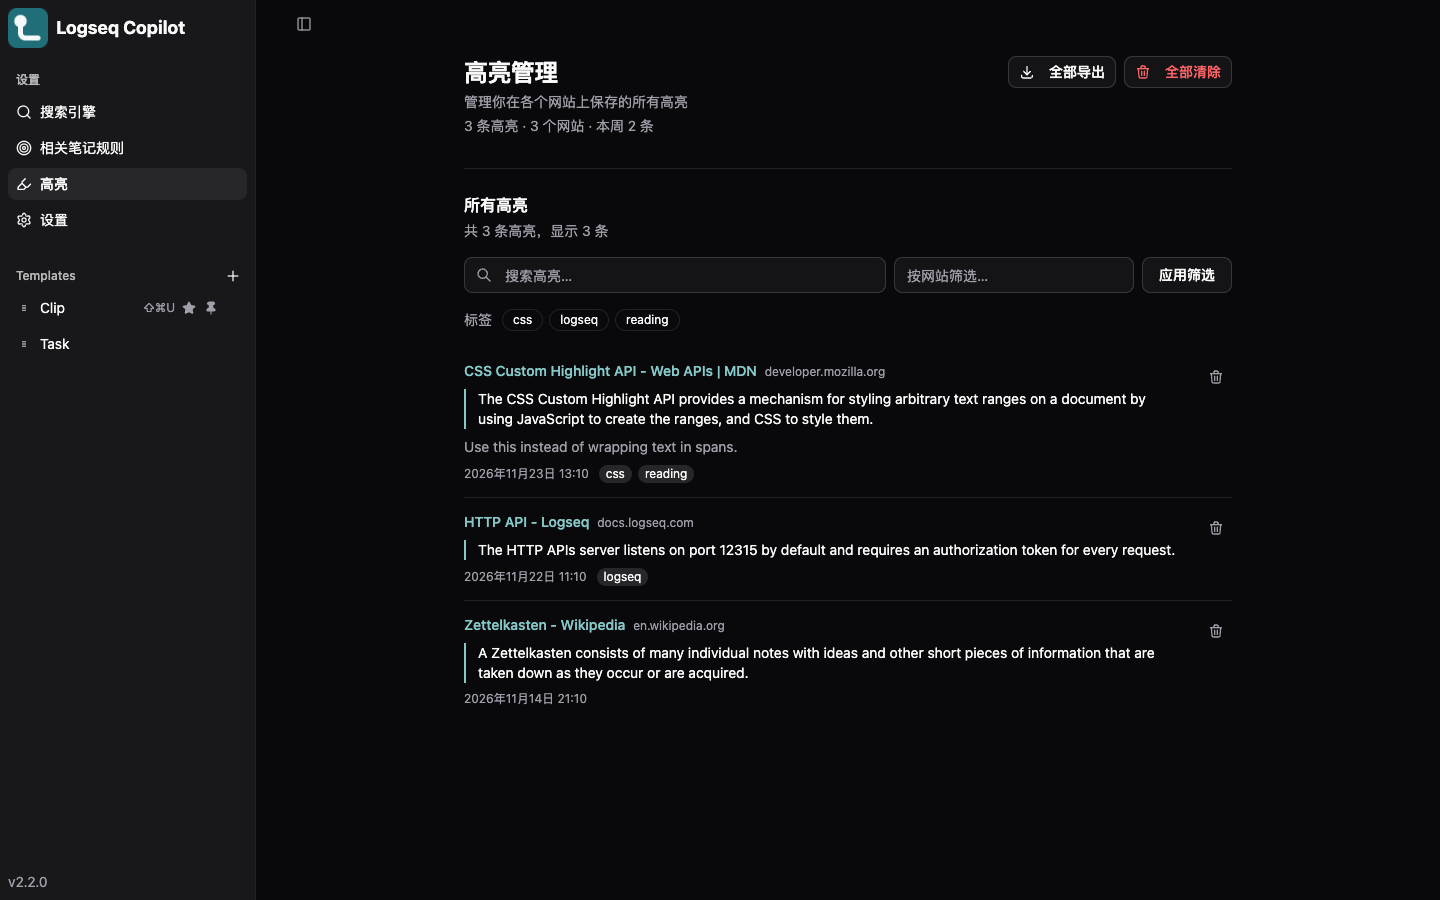 Logseq Copilot
设置
搜索引擎
相关笔记规则
高亮
设置
Templates
Clip ⇧⌘U
Task
v2.2.0
高亮管理
管理你在各个网站上保存的所有高亮
3 条高亮 · 3 个网站 · 本周 2 条
全部导出
全部清除
所有高亮
共 3 条高亮，显示 3 条
搜索高亮...
按网站筛选...
应用筛选
标签 css logseq reading
CSS Custom Highlight API - Web APIs | MDN developer.mozilla.org
The CSS Custom Highlight API provides a mechanism for styling arbitrary text ranges on a document by
using JavaScript to create the ranges, and CSS to style them.
Use this instead of wrapping text in spans.
2026年11月23日 13:10 css reading
HTTP API - Logseq docs.logseq.com
The HTTP APIs server listens on port 12315 by default and requires an authorization token for every request.
2026年11月22日 11:10 logseq
Zettelkasten - Wikipedia en.wikipedia.org
A Zettelkasten consists of many individual notes with ideas and other short pieces of information that are
taken down as they occur or are acquired.
2026年11月14日 21:10